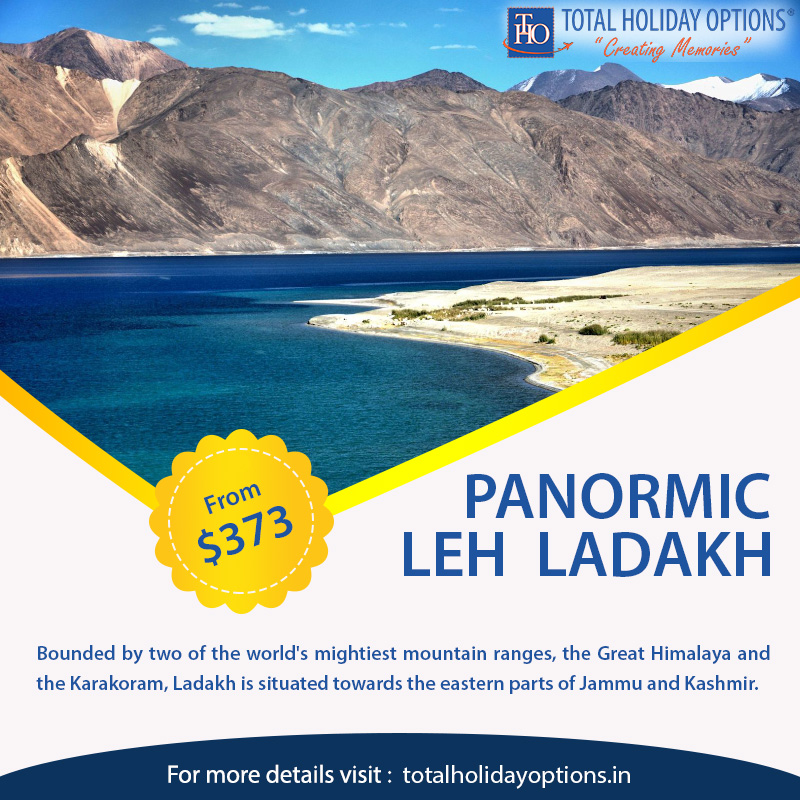 THO TOTAL HOLIDAY OPTIONS®
"Creating Memories"
From
$373
PANORMIC
LEH LADAKH
Bounded by two of the world's mightiest mountain ranges, the Great Himalaya and
the Karakoram, Ladakh is situated towards the eastern parts of Jammu and Kashmir.
For more details visit : totalholidayoptions.in